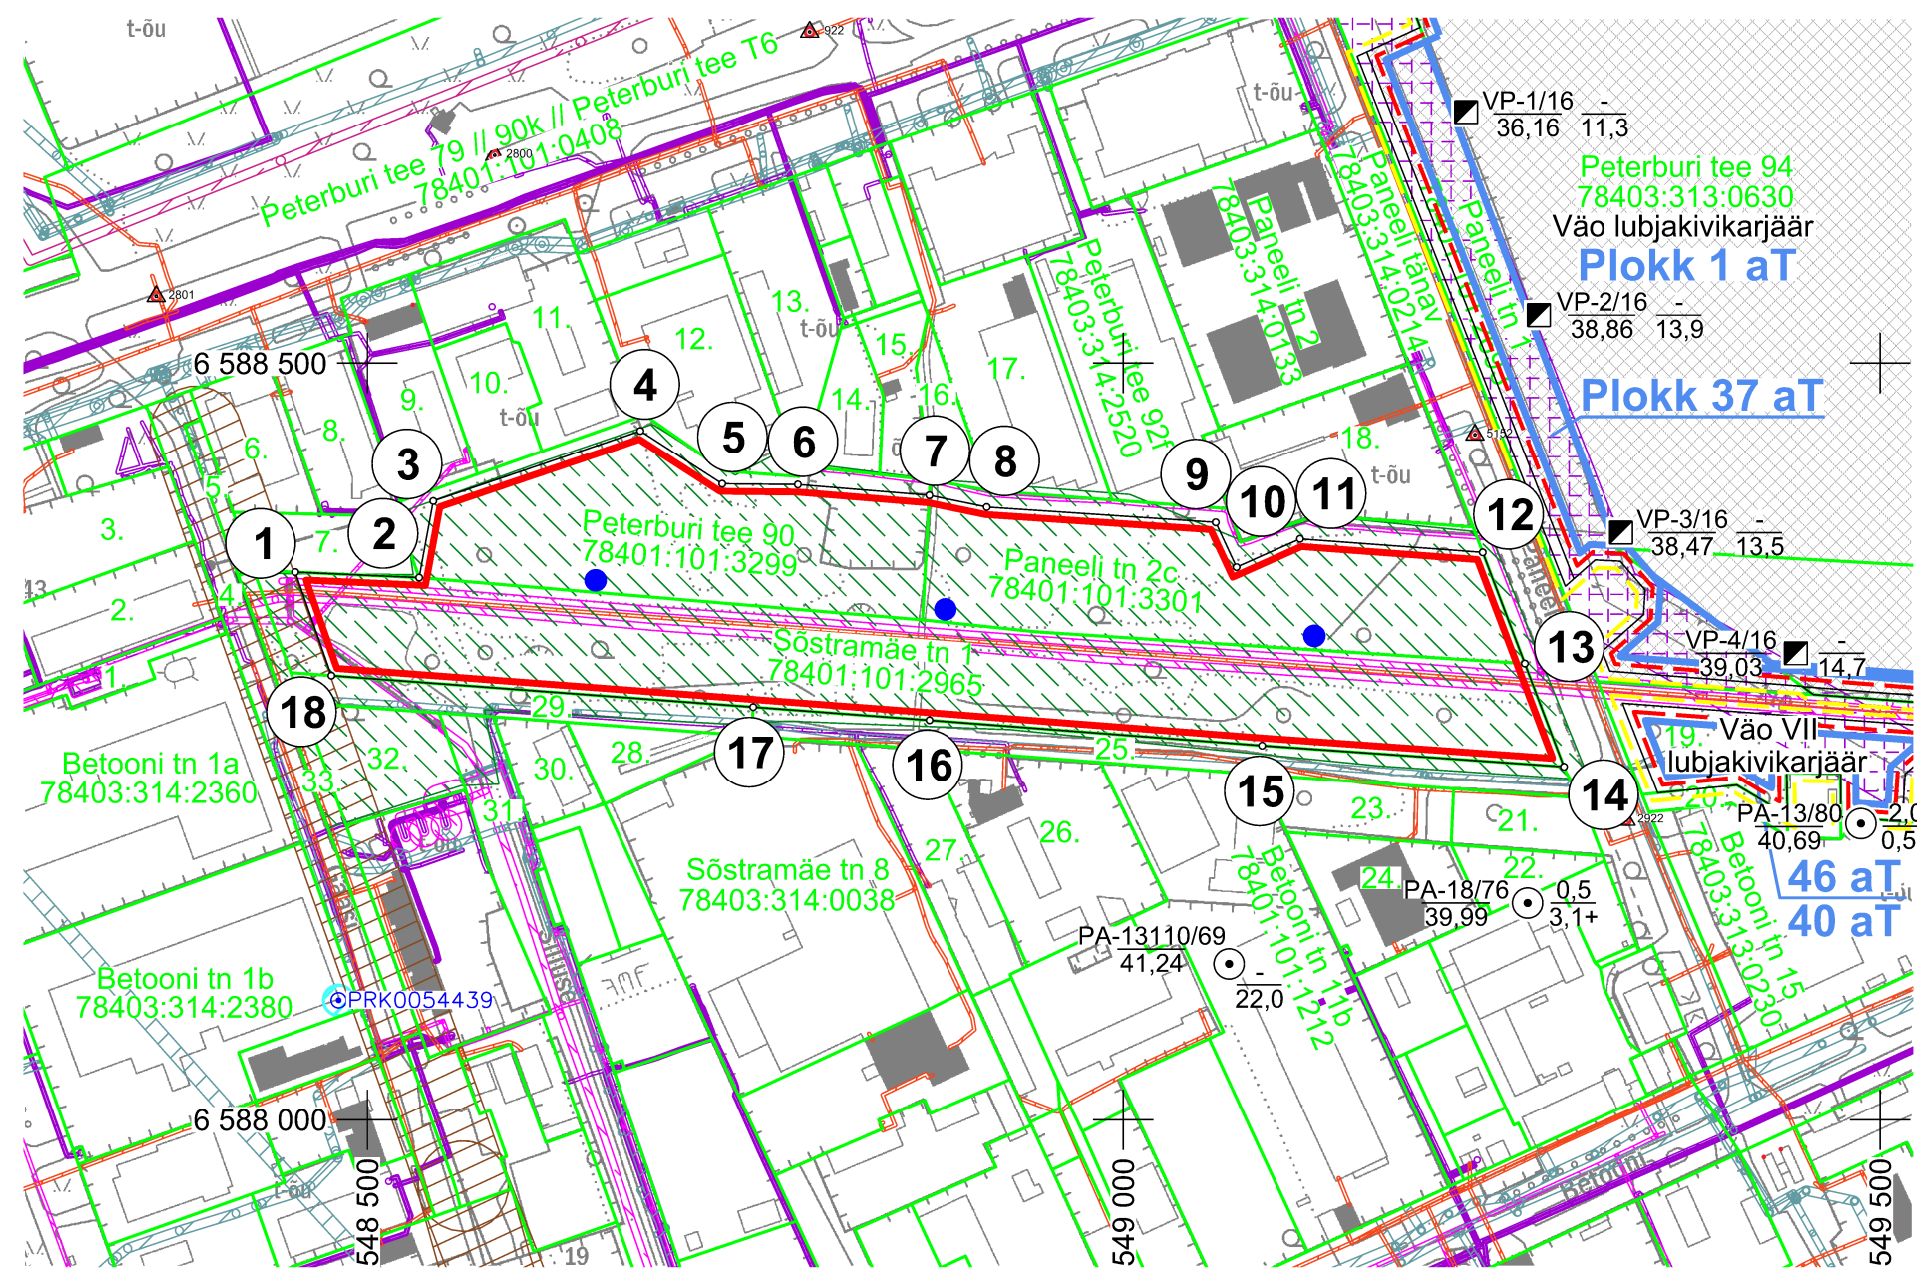 t-õu
922
Peterburi tee 79 // 90k // Peterburi tee T6
78401:101:0408
2800
2801
t-õu
VP-1/16 -
36,16 11,3
Peterburi tee 94
78403:313:0630
Väo lubjakivikarjäär
Plokk 1 aT
VP-2/16 -
38,86 13,9
Plokk 37 aT
Paneeli tänav
78403:314:0214
Paneeli tn 1
Paneeli tn 2
78403:314:0133
Peterburi tee 92f
78403:314:2520
6 588 500
11.
12.
13.
t-õu
15.
14.
16.
17.
10.
t-õu
9.
8.
6.
5.
3.
7.
4.
2.
1.
18.
t-õu
5152
1
2
3
4
5
6
7
8
9
10
11
12
13
14
15
16
17
18
Peterburi tee 90
78401:101:3299
Paneeli tn 2c
78401:101:3301
Sõstramäe tn 1
78401:101:2965
VP-3/16 -
38,47 13,5
VP-4/16 -
39,03 14,7
19.
Väo VII
lubjakivikarjäär
20.
PA-13/80
40,69 0,5
46 aT
40 aT
t-õu
2922
Betooni tn 1a
78403:314:2360
33.
32.
31.
30.
29.
28.
27.
26.
25.
24.
23.
22.
21.
Sõstramäe tn 8
78403:314:0038
Betooni tn 11b
78401:101:1212
PA-18/76 0,5
39,99 3,1+
PA-13110/69 -
41,24 22,0
Betooni tn 15
78403:313:0230
Betooni tn 1b
78403:314:2380
PRK0054439
6 588 000
t-õu
548 500
549 000
549 500
Betooni
19